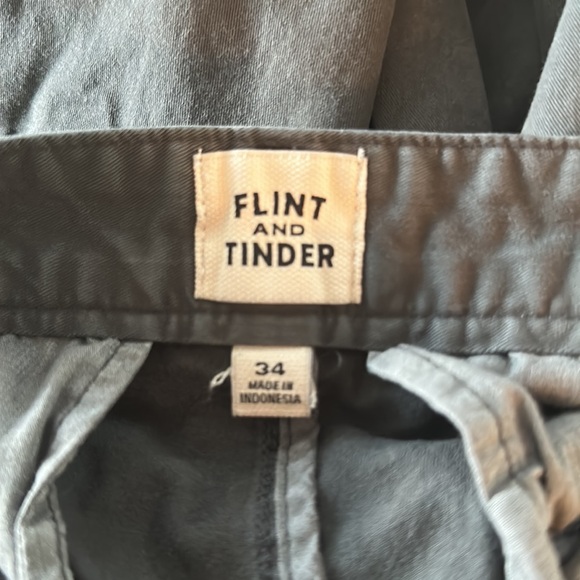 FLINT
AND
TINDER
34
MADE IN
INDONESIA